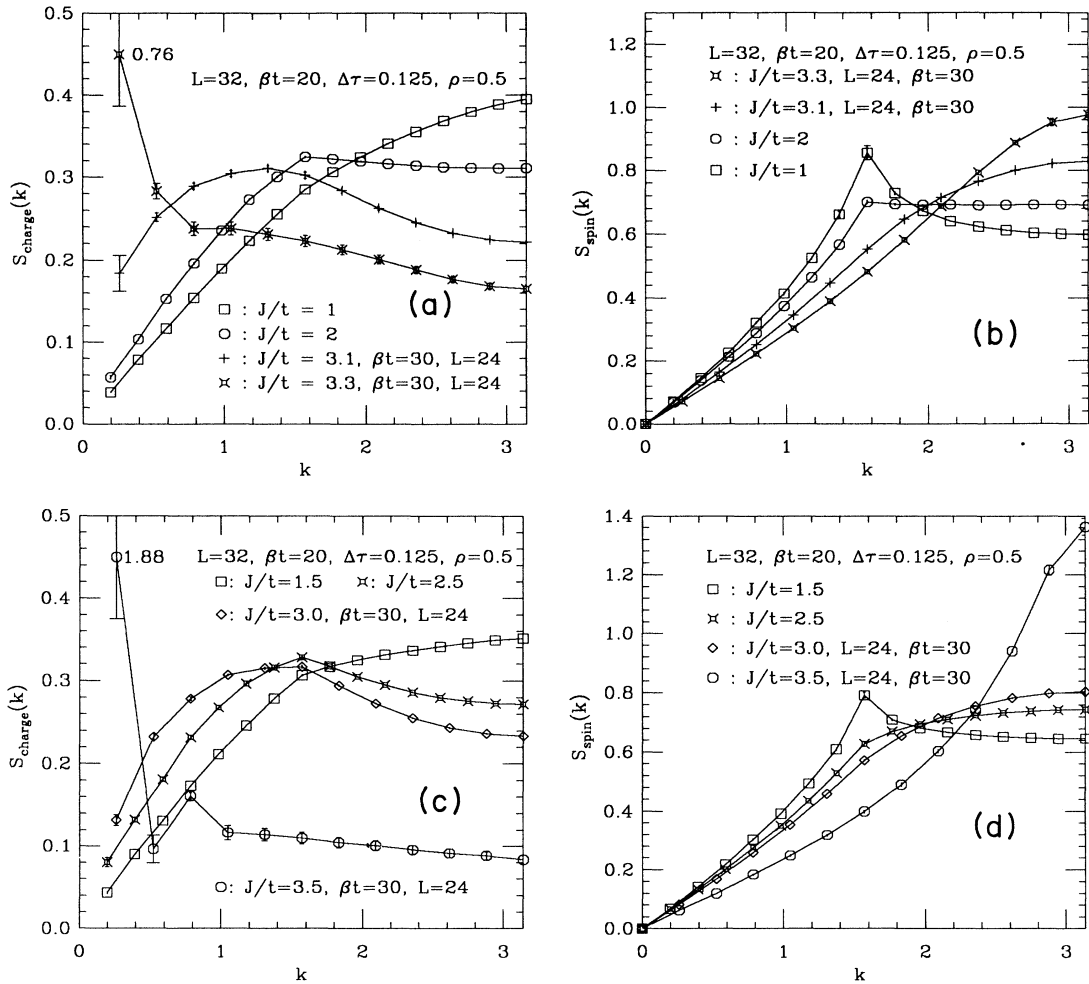 0.5
0.4
0.3
0.2
0.1
0.0
S_charge(k)
0.76
L=32, βt=20, Δτ=0.125, ρ=0.5
(a)
□ : J/t = 1
○ : J/t = 2
+ : J/t = 3.1, βt=30, L=24
¤ : J/t = 3.3, βt=30, L=24
0 1 2 3
k
1.2
1.0
0.8
0.6
0.4
0.2
0.0
S_spin(k)
L=32, βt=20, Δτ=0.125, ρ=0.5
¤ : J/t=3.3, L=24, βt=30
+ : J/t=3.1, L=24, βt=30
○ : J/t=2
□ : J/t=1
(b)
0 1 2 3
k
0.5
0.4
0.3
0.2
0.1
0.0
S_charge(k)
1.88
L=32, βt=20, Δτ=0.125, ρ=0.5
□: J/t=1.5 ¤: J/t=2.5
◇: J/t=3.0, βt=30, L=24
(c)
○: J/t=3.5, βt=30, L=24
0 1 2 3
k
1.4
1.2
1.0
0.8
0.6
0.4
0.2
0.0
S_spin(k)
L=32, βt=20, Δτ=0.125, ρ=0.5
□ : J/t=1.5
¤ : J/t=2.5
◇ : J/t=3.0, L=24, βt=30
○ : J/t=3.5, L=24, βt=30
(d)
0 1 2 3
k